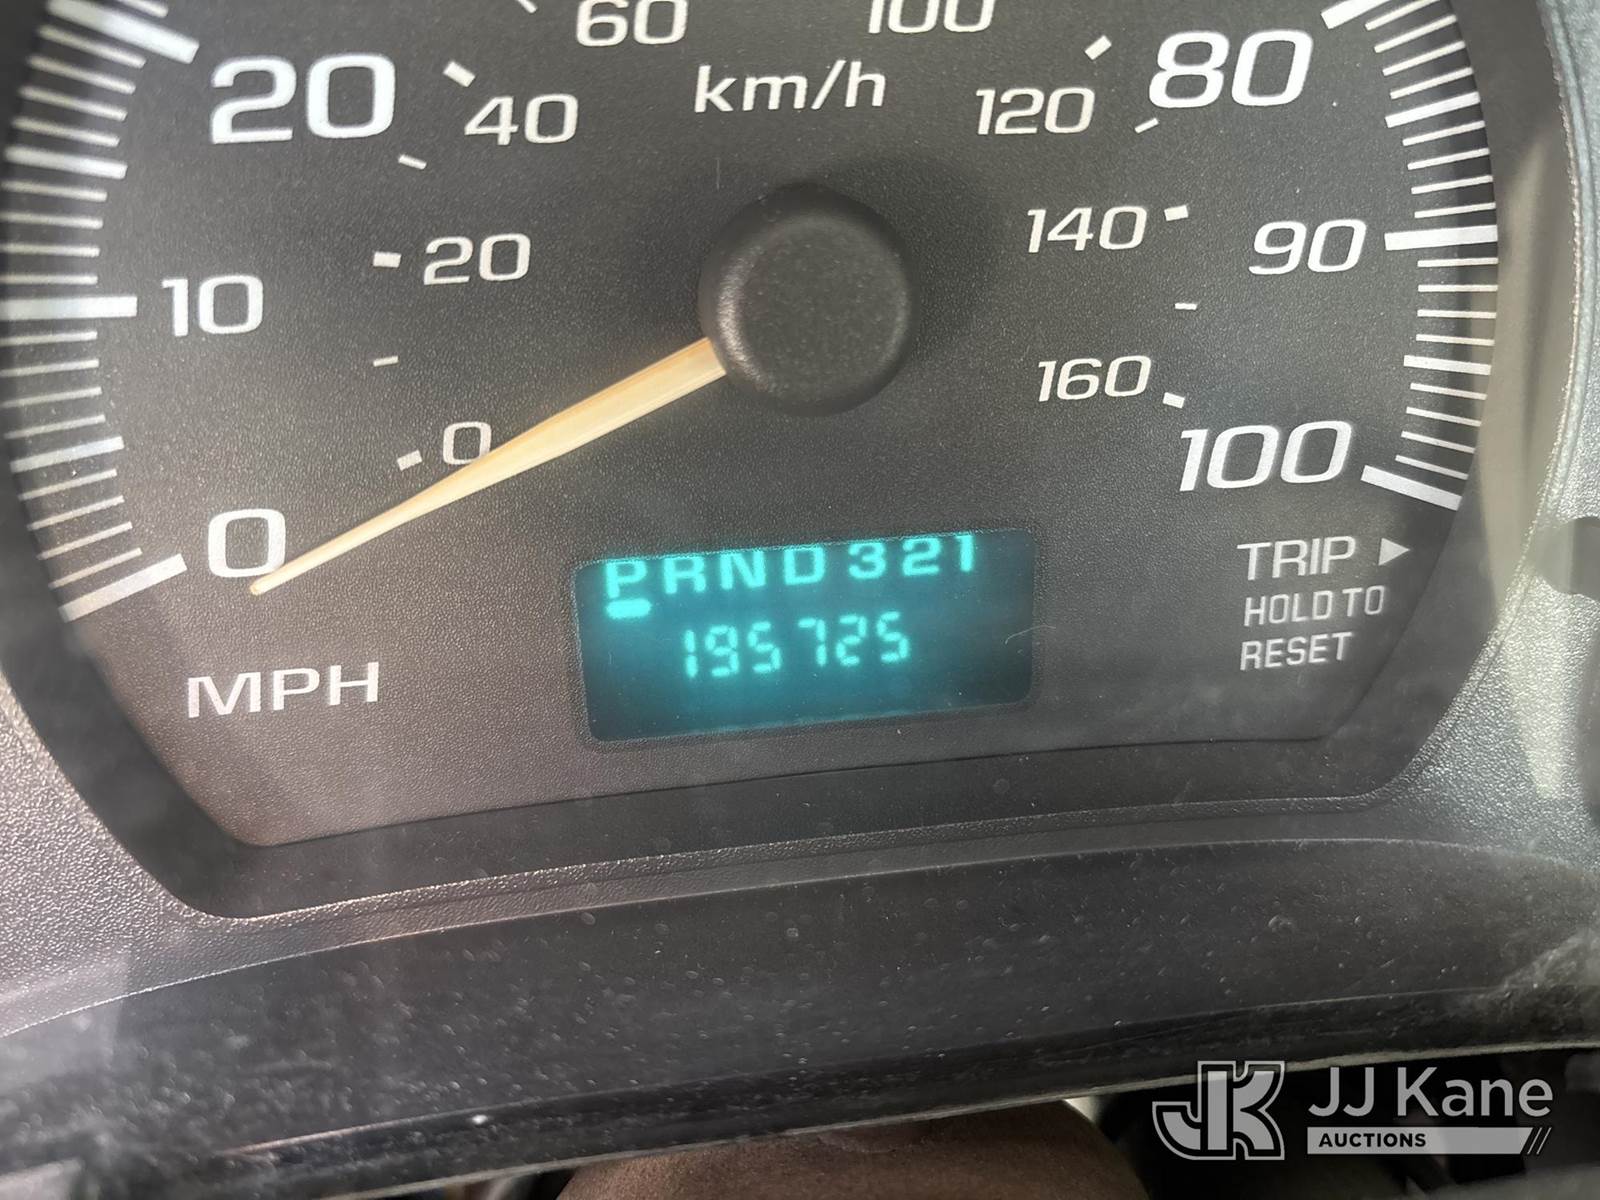 60 100
20 40 km/h 120 80
20 140 90
10
0 160
0 100
PRND321 TRIP
195725 HOLD TO
MPH RESET
JK JJ Kane
AUCTIONS